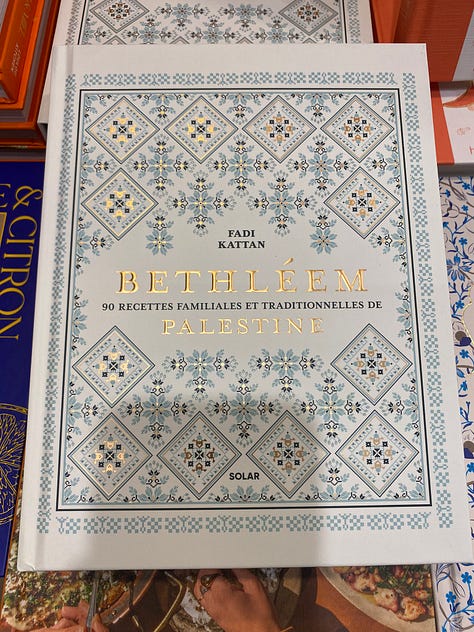 FADI
KATTAN
BETHLÉEM
90 RECETTES FAMILIALES ET TRADITIONNELLES DE
PALESTINE
SOLAR
& CITRON